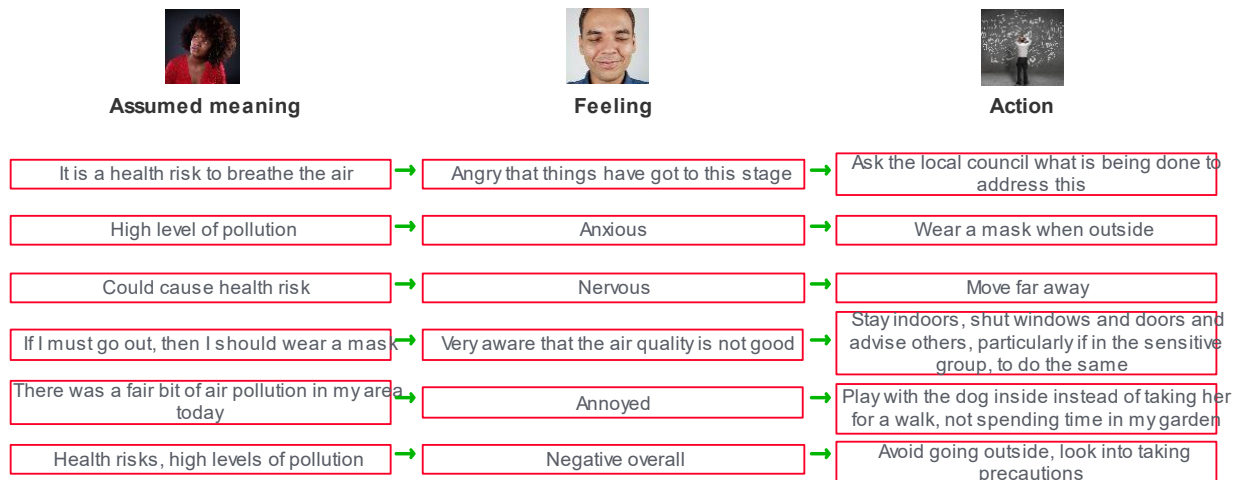 Assumed meaning
Feeling
Action
It is a health risk to breathe the air
Angry that things have got to this stage
Ask the local council what is being done to
address this
High level of pollution
Anxious
Wear a mask when outside
Could cause health risk
Nervous
Move far away
If I must go out, then I should wear a mask
Very aware that the air quality is not good
Stay indoors, shut windows and doors and
advise others, particularly if in the sensitive
group, to do the same
There was a fair bit of air pollution in my area
today
Annoyed
Play with the dog inside instead of taking her
for a walk, not spending time in my garden
Health risks, high levels of pollution
Negative overall
Avoid going outside, look into taking
precautions